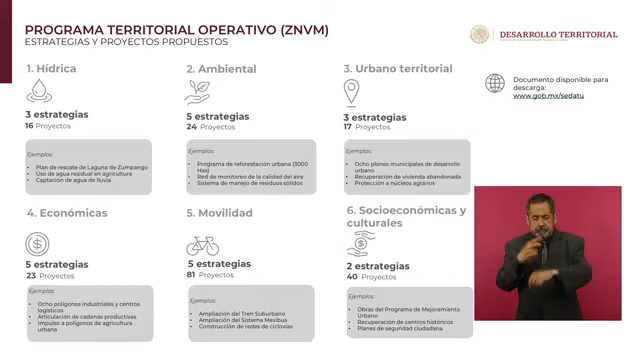 PROGRAMA TERRITORIAL OPERATIVO (ZNVM)
ESTRATEGIAS Y PROYECTOS PROPUESTOS
DESARROLLO TERRITORIAL
1. Hídrica
3 estrategias
16 Proyectos
Ejemplos:
• Plan de rescate de Laguna de Zumpango
• Uso de agua residual en agricultura
• Captación de agua de lluvia
2. Ambiental
5 estrategias
24 Proyectos
Ejemplos:
• Programa de reforestación urbana (3000
Has)
• Red de monitoreo de la calidad del aire
• Sistema de manejo de residuos sólidos
3. Urbano territorial
3 estrategias
17 Proyectos
Ejemplos:
• Ocho planes municipales de desarrollo
urbano
• Recuperación de vivienda abandonada
• Protección a núcleos agrarios
Documento disponible para
descarga:
www.gob.mx/sedatu
4. Económicas
5 estrategias
23 Proyectos
Ejemplos:
• Ocho polígonos industriales y centros
logísticos
• Articulación de cadenas productivas
• Impulso a polígonos de agricultura
urbana
5. Movilidad
5 estrategias
81 Proyectos
Ejemplos:
• Ampliación del Tren Suburbano
• Ampliación del Sistema Mexibus
• Construcción de redes de ciclovías
6. Socioeconómicas y
culturales
2 estrategias
40 Proyectos
Ejemplos:
• Obras del Programa de Mejoramiento
Urbano
• Recuperación de centros históricos
• Planes de seguridad ciudadana